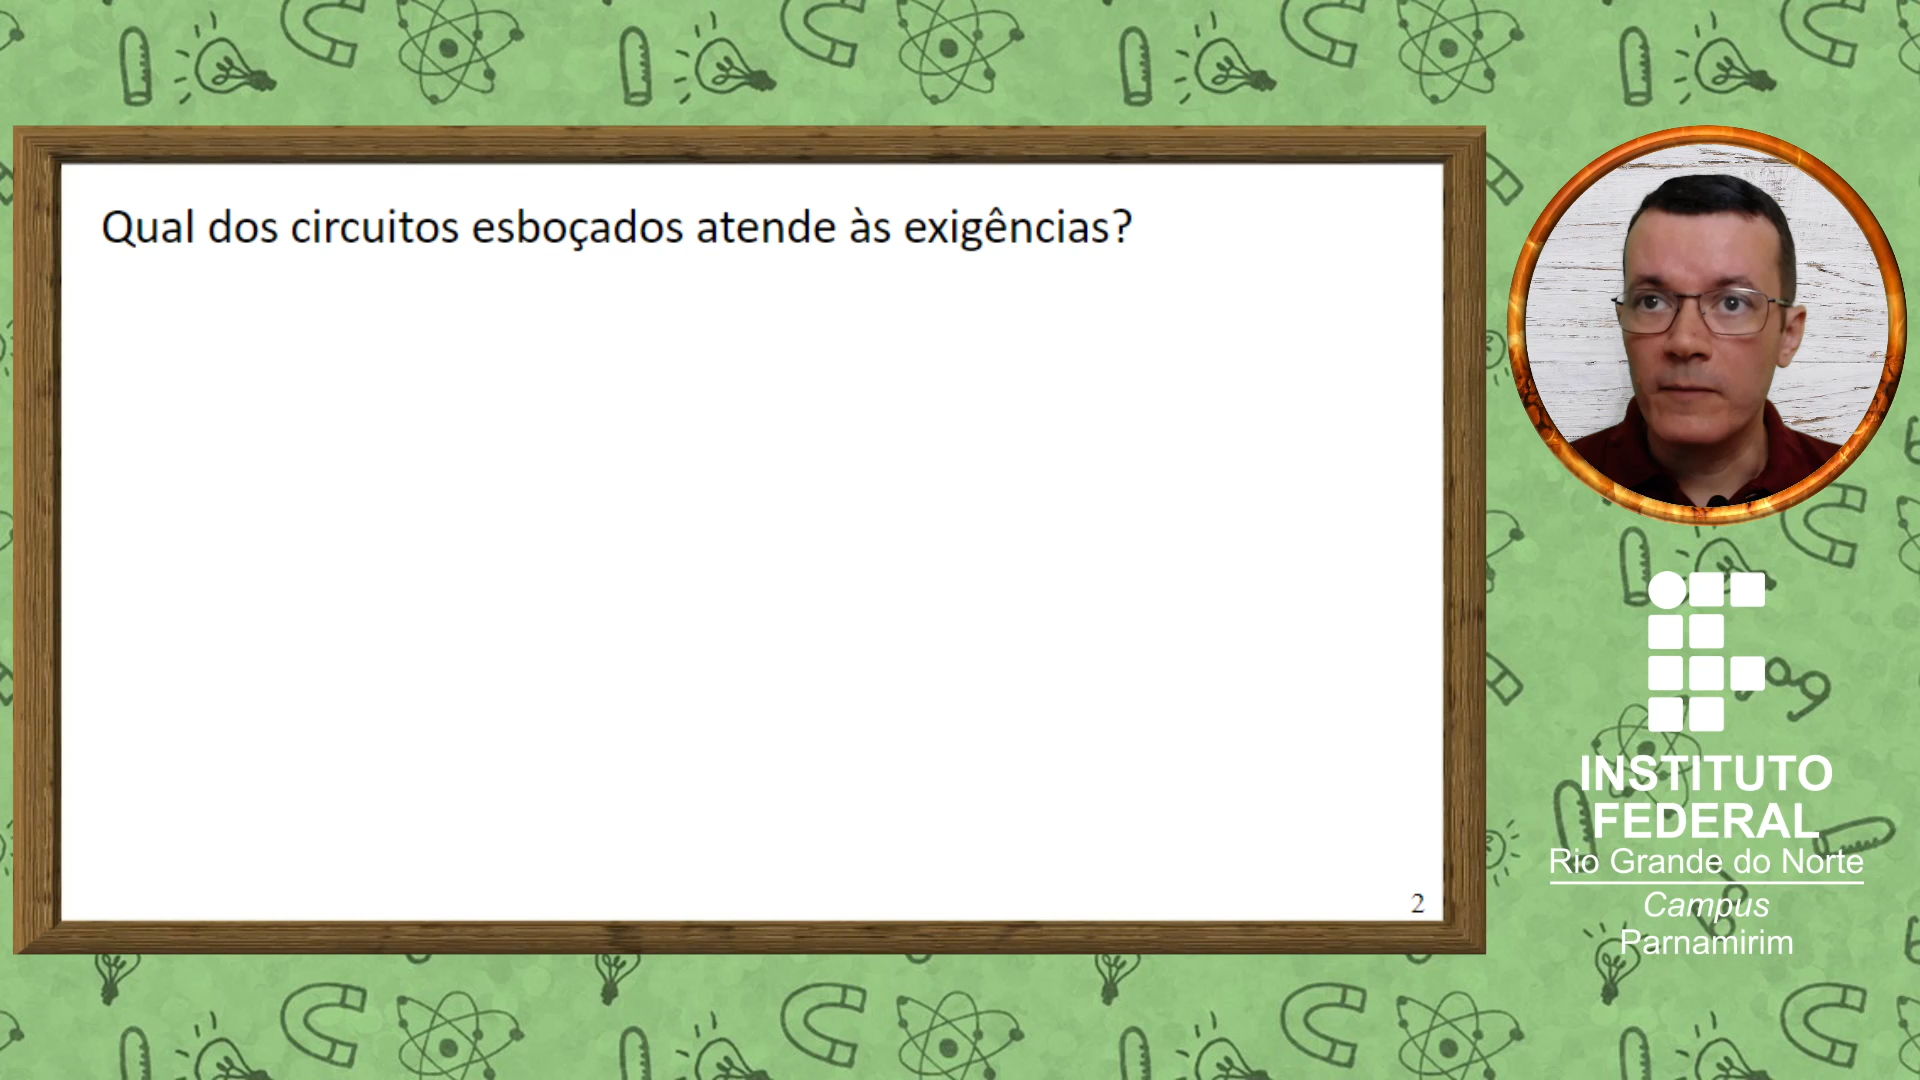 Qual dos circuitos esboçados atende às exigências?
2
INSTITUTO
FEDERAL
Rio Grande do Norte
Campus
Parnamirim